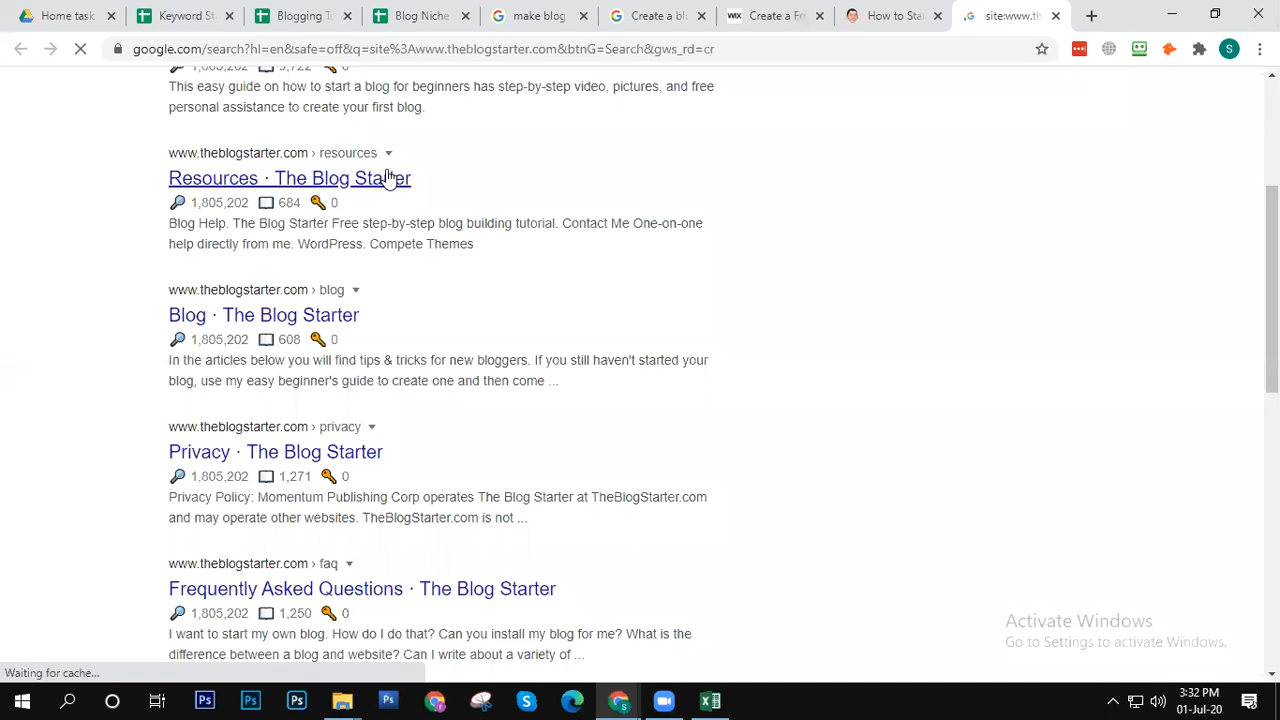 Home task
Keyword St
Blogging To
Blog Niche
make blog
Create a blo
WIX
Create a Fre
How to Star
site:www.th
google.com/search?hl=en&safe=off&q=site%3Awww.theblogstarter.com&btnG=Search&gws_rd=cr
S
This easy guide on how to start a blog for beginners has step-by-step video, pictures, and free
personal assistance to create your first blog.
www.theblogstarter.com › resources
Resources · The Blog Starter
1,805,202 684 0
Blog Help. The Blog Starter Free step-by-step blog building tutorial. Contact Me One-on-one
help directly from me. WordPress. Compete Themes
www.theblogstarter.com › blog
Blog · The Blog Starter
1,805,202 608 0
In the articles below you will find tips & tricks for new bloggers. If you still haven't started your
blog, use my easy beginner's guide to create one and then come ...
www.theblogstarter.com › privacy
Privacy · The Blog Starter
1,805,202 1,271 0
Privacy Policy: Momentum Publishing Corp operates The Blog Starter at TheBlogStarter.com
and may operate other websites. TheBlogStarter.com is not ...
www.theblogstarter.com › faq
Frequently Asked Questions · The Blog Starter
1,805,202 1,250 0
I want to start my own blog. How do I do that? Can you install my blog for me? What is the
difference between a blog and website? Can I write about a variety of ...
Activate Windows
Go to Settings to activate Windows.
Waiting for cache...
3:32 PM
01-Jul-20